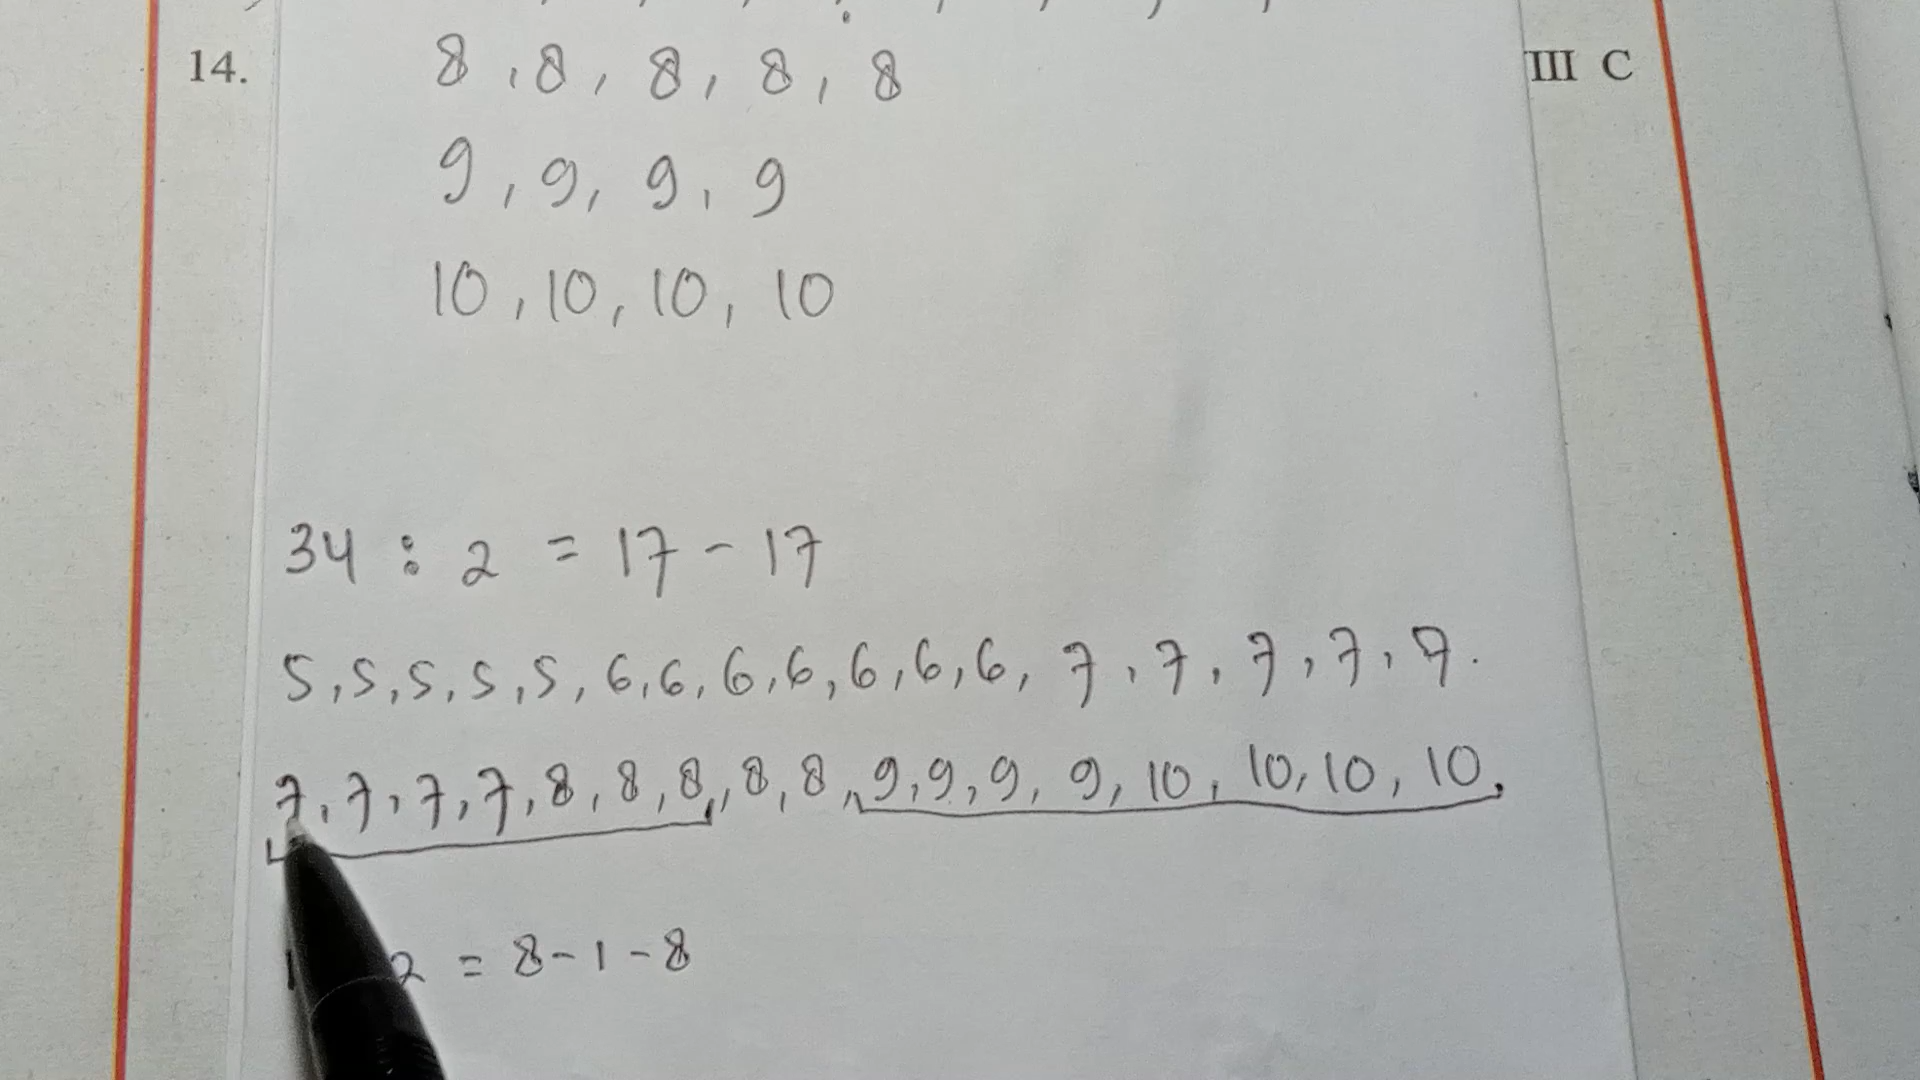 14.
III C
8, 8, 8, 8, 8
9, 9, 9, 9
10, 10, 10, 10
34 : 2 = 17 - 17
5, 5, 5, 5, 5, 6, 6, 6, 6, 6, 6, 6, 7, 7, 7, 7, 7.
7, 7, 7, 7, 8, 8, 8, 8, 8, 9, 9, 9, 9, 10, 10, 10, 10.
2 = 8 - 1 - 8